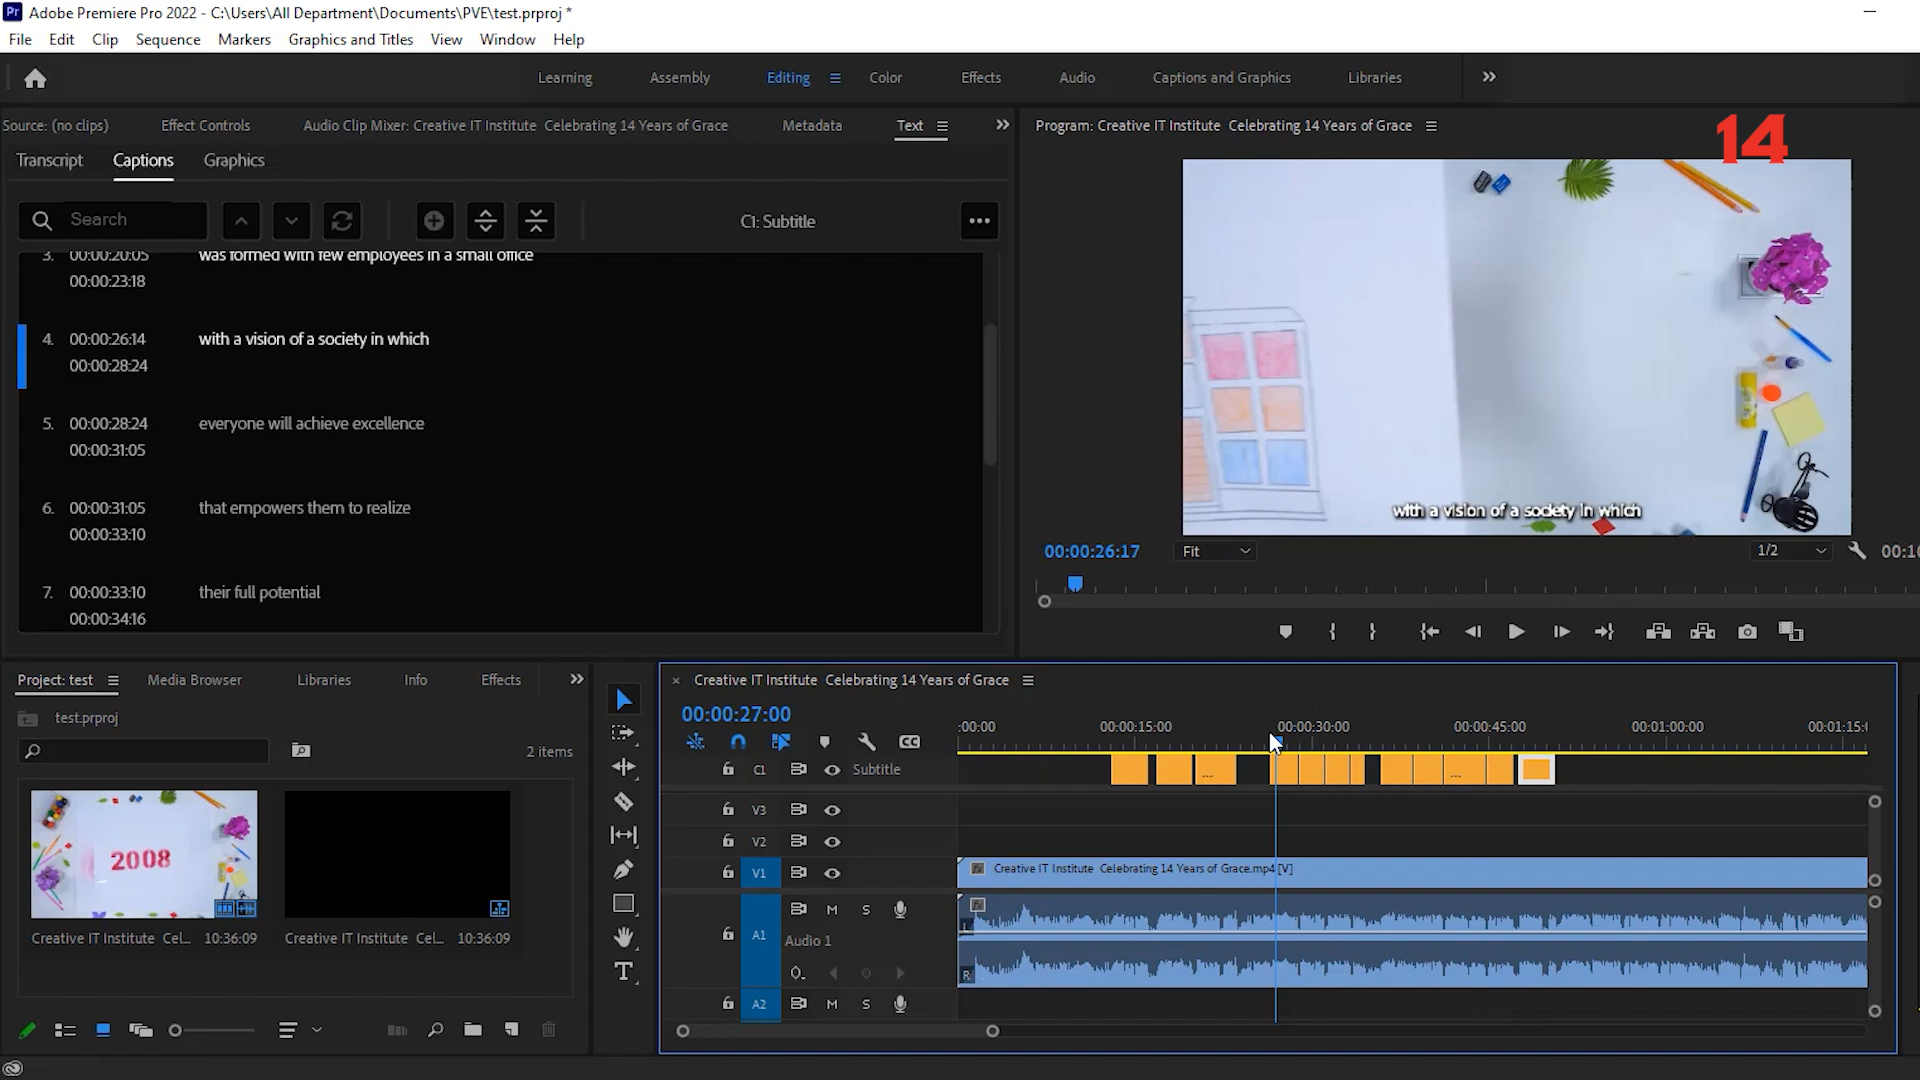 Pr Adobe Premiere Pro 2022 - C:\Users\All Department\Documents\PVE\test.prproj *
File Edit Clip Sequence Markers Graphics and Titles View Window Help
Learning Assembly Editing Color Effects Audio Captions and Graphics Libraries
Source: (no clips) Effect Controls Audio Clip Mixer: Creative IT Institute Celebrating 14 Years of Grace Metadata Text
Program: Creative IT Institute Celebrating 14 Years of Grace
14
Transcript Captions Graphics
Search C1: Subtitle
3. 00:00:20:05 was formed with few employees in a small office
00:00:23:18
4. 00:00:26:14 with a vision of a society in which
00:00:28:24
5. 00:00:28:24 everyone will achieve excellence
00:00:31:05
6. 00:00:31:05 that empowers them to realize
00:00:33:10
7. 00:00:33:10 their full potential
00:00:34:16
with a vision of a society in which
00:00:26:17 Fit 1/2 00:10
Project: test Media Browser Libraries Info Effects
test.prproj
2 items
2008
Creative IT Institute Cel... 10:36:09 Creative IT Institute Cel... 10:36:09
× Creative IT Institute Celebrating 14 Years of Grace
00:00:27:00 :00:00 00:00:15:00 00:00:30:00 00:00:45:00 00:01:00:00 00:01:15:
C1 Subtitle ... ...
V3
V2
V1 fx Creative IT Institute Celebrating 14 Years of Grace.mp4 [V]
M S fx
A1 Audio 1 L
R
A2 M S
T